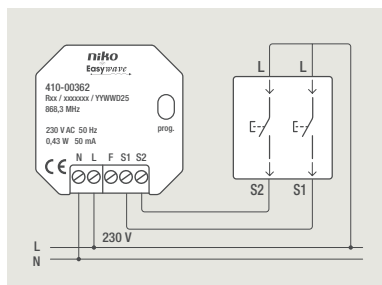 niko
Easywave
410-00362
Rxx / xxxxxxx / YYWWD25
868,3 MHz
prog.
230 V AC 50 Hz
0,43 W 50 mA
CE
N L F S1 S2
L L
S2 S1
230 V
L
N